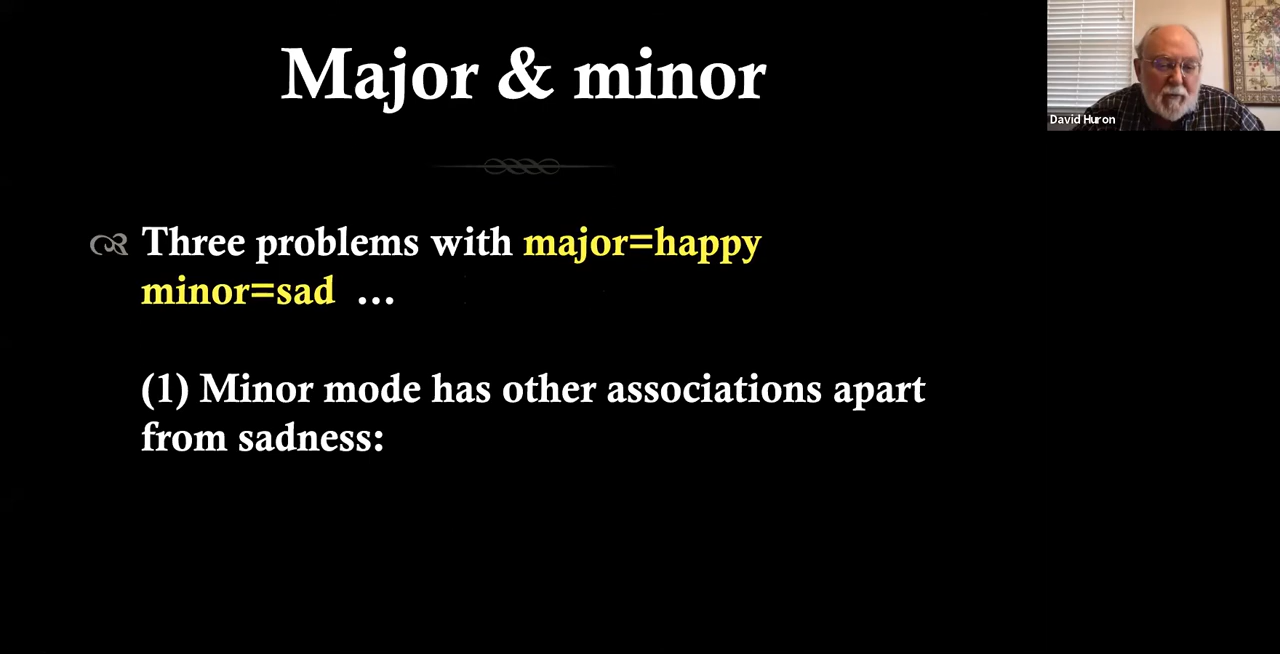 Major & minor
David Huron
Three problems with major=happy
minor=sad ...
(1) Minor mode has other associations apart
from sadness: